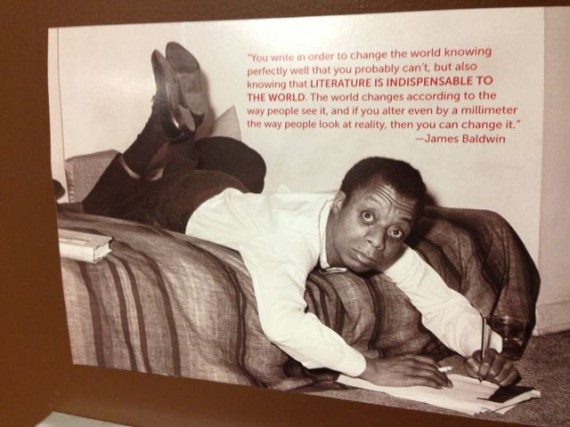 "You write in order to change the world knowing
perfectly well that you probably can't, but also
knowing that LITERATURE IS INDISPENSABLE TO
THE WORLD. The world changes according to the
way people see it, and if you alter even by a millimeter
the way people look at reality, then you can change it."
—James Baldwin